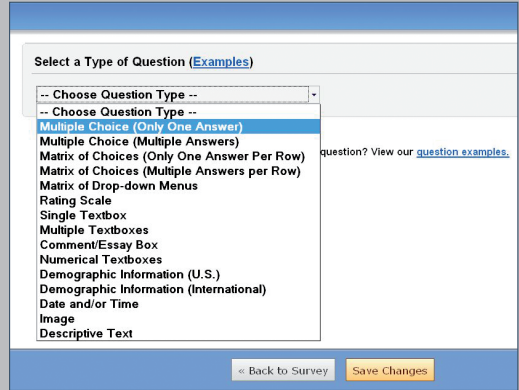 Select a Type of Question (Examples)
-- Choose Question Type --
-- Choose Question Type --
Multiple Choice (Only One Answer)
Multiple Choice (Multiple Answers)
Matrix of Choices (Only One Answer Per Row)
Matrix of Choices (Multiple Answers per Row)
question? View our question examples.
Matrix of Drop-down Menus
Rating Scale
Single Textbox
Multiple Textboxes
Comment/Essay Box
Numerical Textboxes
Demographic Information (U.S.)
Demographic Information (International)
Date and/or Time
Image
Descriptive Text
« Back to Survey
Save Changes